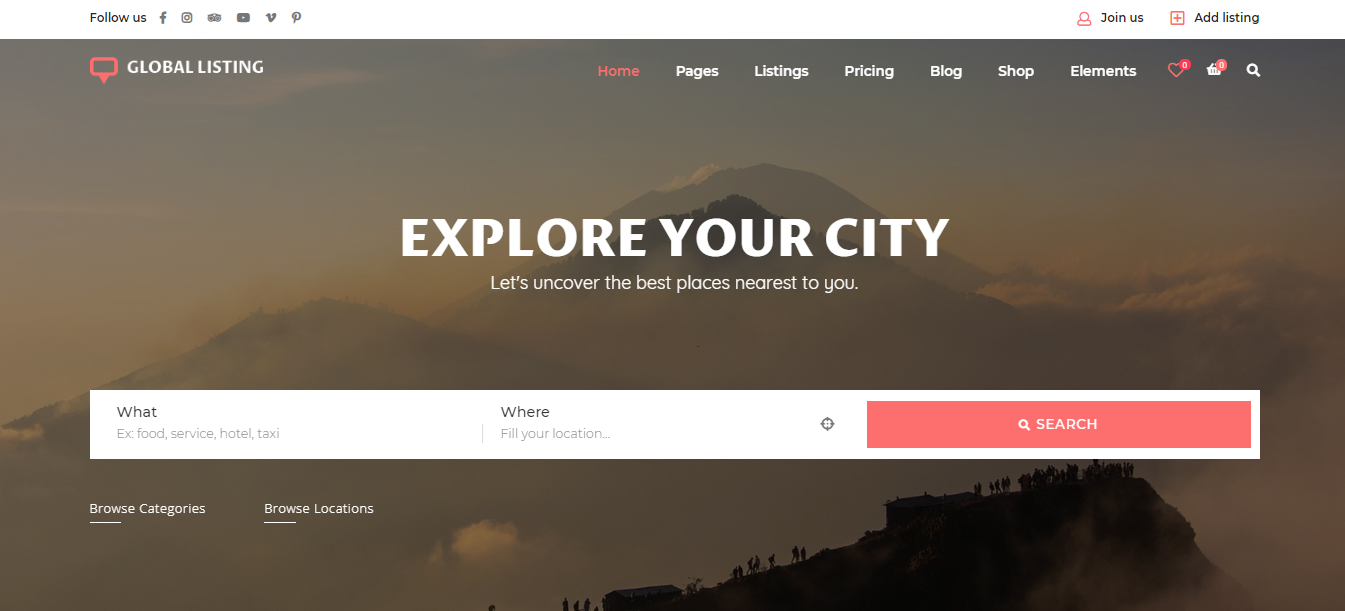 Follow us
Join us
Add listing
GLOBAL LISTING
Home Pages Listings Pricing Blog Shop Elements 0 0
EXPLORE YOUR CITY
Let's uncover the best places nearest to you.
What
Ex: food, service, hotel, taxi
Where
Fill your location...
SEARCH
Browse Categories
Browse Locations